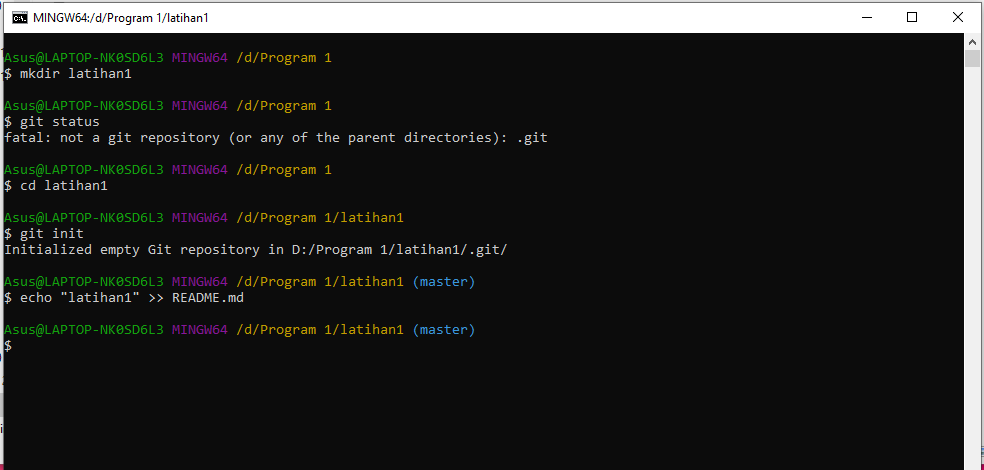 MINGW64:/d/Program 1/latihan1
Asus@LAPTOP-NK0SD6L3 MINGW64 /d/Program 1
$ mkdir latihan1
Asus@LAPTOP-NK0SD6L3 MINGW64 /d/Program 1
$ git status
fatal: not a git repository (or any of the parent directories): .git
Asus@LAPTOP-NK0SD6L3 MINGW64 /d/Program 1
$ cd latihan1
Asus@LAPTOP-NK0SD6L3 MINGW64 /d/Program 1/latihan1
$ git init
Initialized empty Git repository in D:/Program 1/latihan1/.git/
Asus@LAPTOP-NK0SD6L3 MINGW64 /d/Program 1/latihan1 (master)
$ echo "latihan1" >> README.md
Asus@LAPTOP-NK0SD6L3 MINGW64 /d/Program 1/latihan1 (master)
$